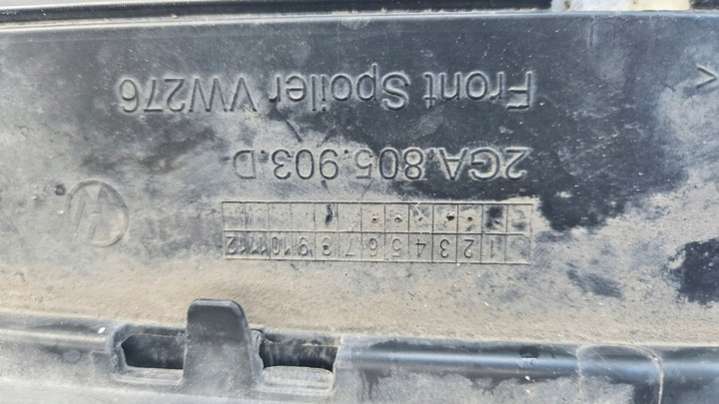 1 2 3 4 5 6 7 8 9 10 11 12
2GA.805.903.D
Front Spoiler VW276